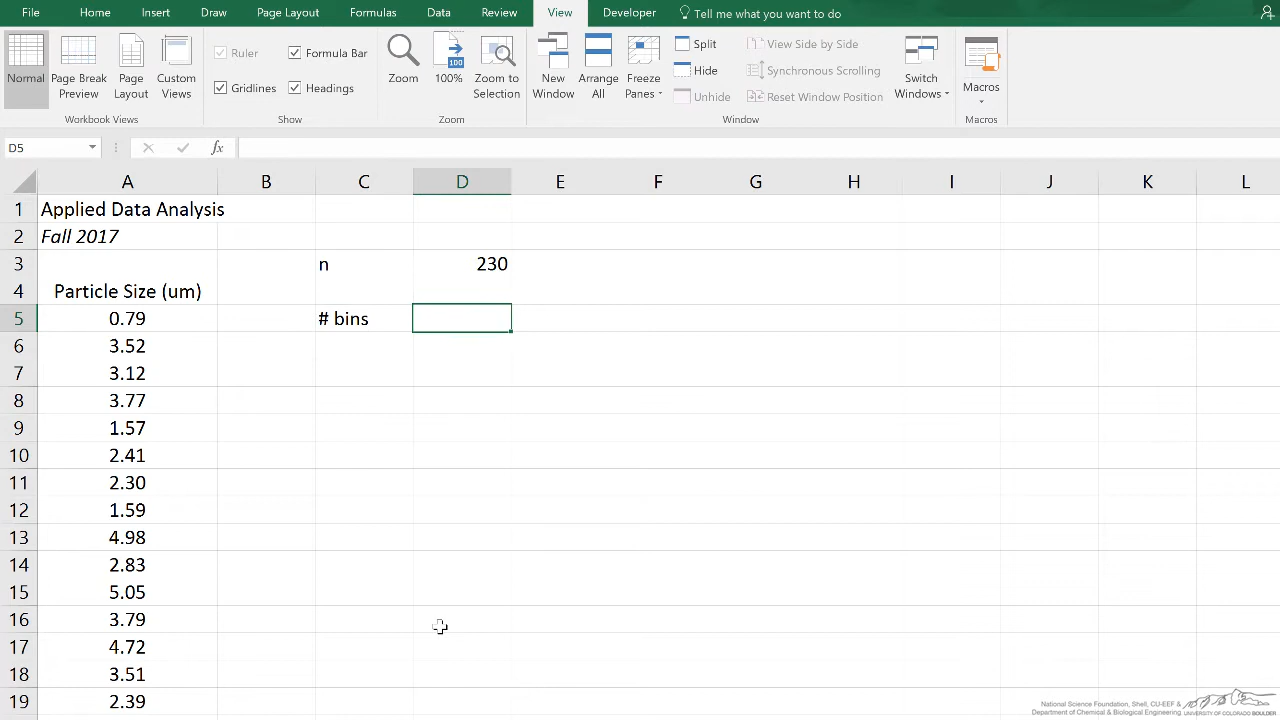 File Home Insert Draw Page Layout Formulas Data Review View Developer Tell me what you want to do
Normal Page Break Preview Page Layout Custom Views
Workbook Views
Ruler Formula Bar
Gridlines Headings
Show
Zoom 100% Zoom to Selection
Zoom
New Window Arrange All Freeze Panes
Split
Hide
Unhide
View Side by Side
Synchronous Scrolling
Reset Window Position
Switch Windows
Window
Macros
Macros
D5 fx
A B C D E F G H I J K L
1 Applied Data Analysis
2 Fall 2017
3 n 230
4 Particle Size (um)
5 0.79 # bins
6 3.52
7 3.12
8 3.77
9 1.57
10 2.41
11 2.30
12 1.59
13 4.98
14 2.83
15 5.05
16 3.79
17 4.72
18 3.51
19 2.39
National Science Foundation, Shell, CU-EEF &
Department of Chemical & Biological Engineering, UNIVERSITY OF COLORADO BOULDER